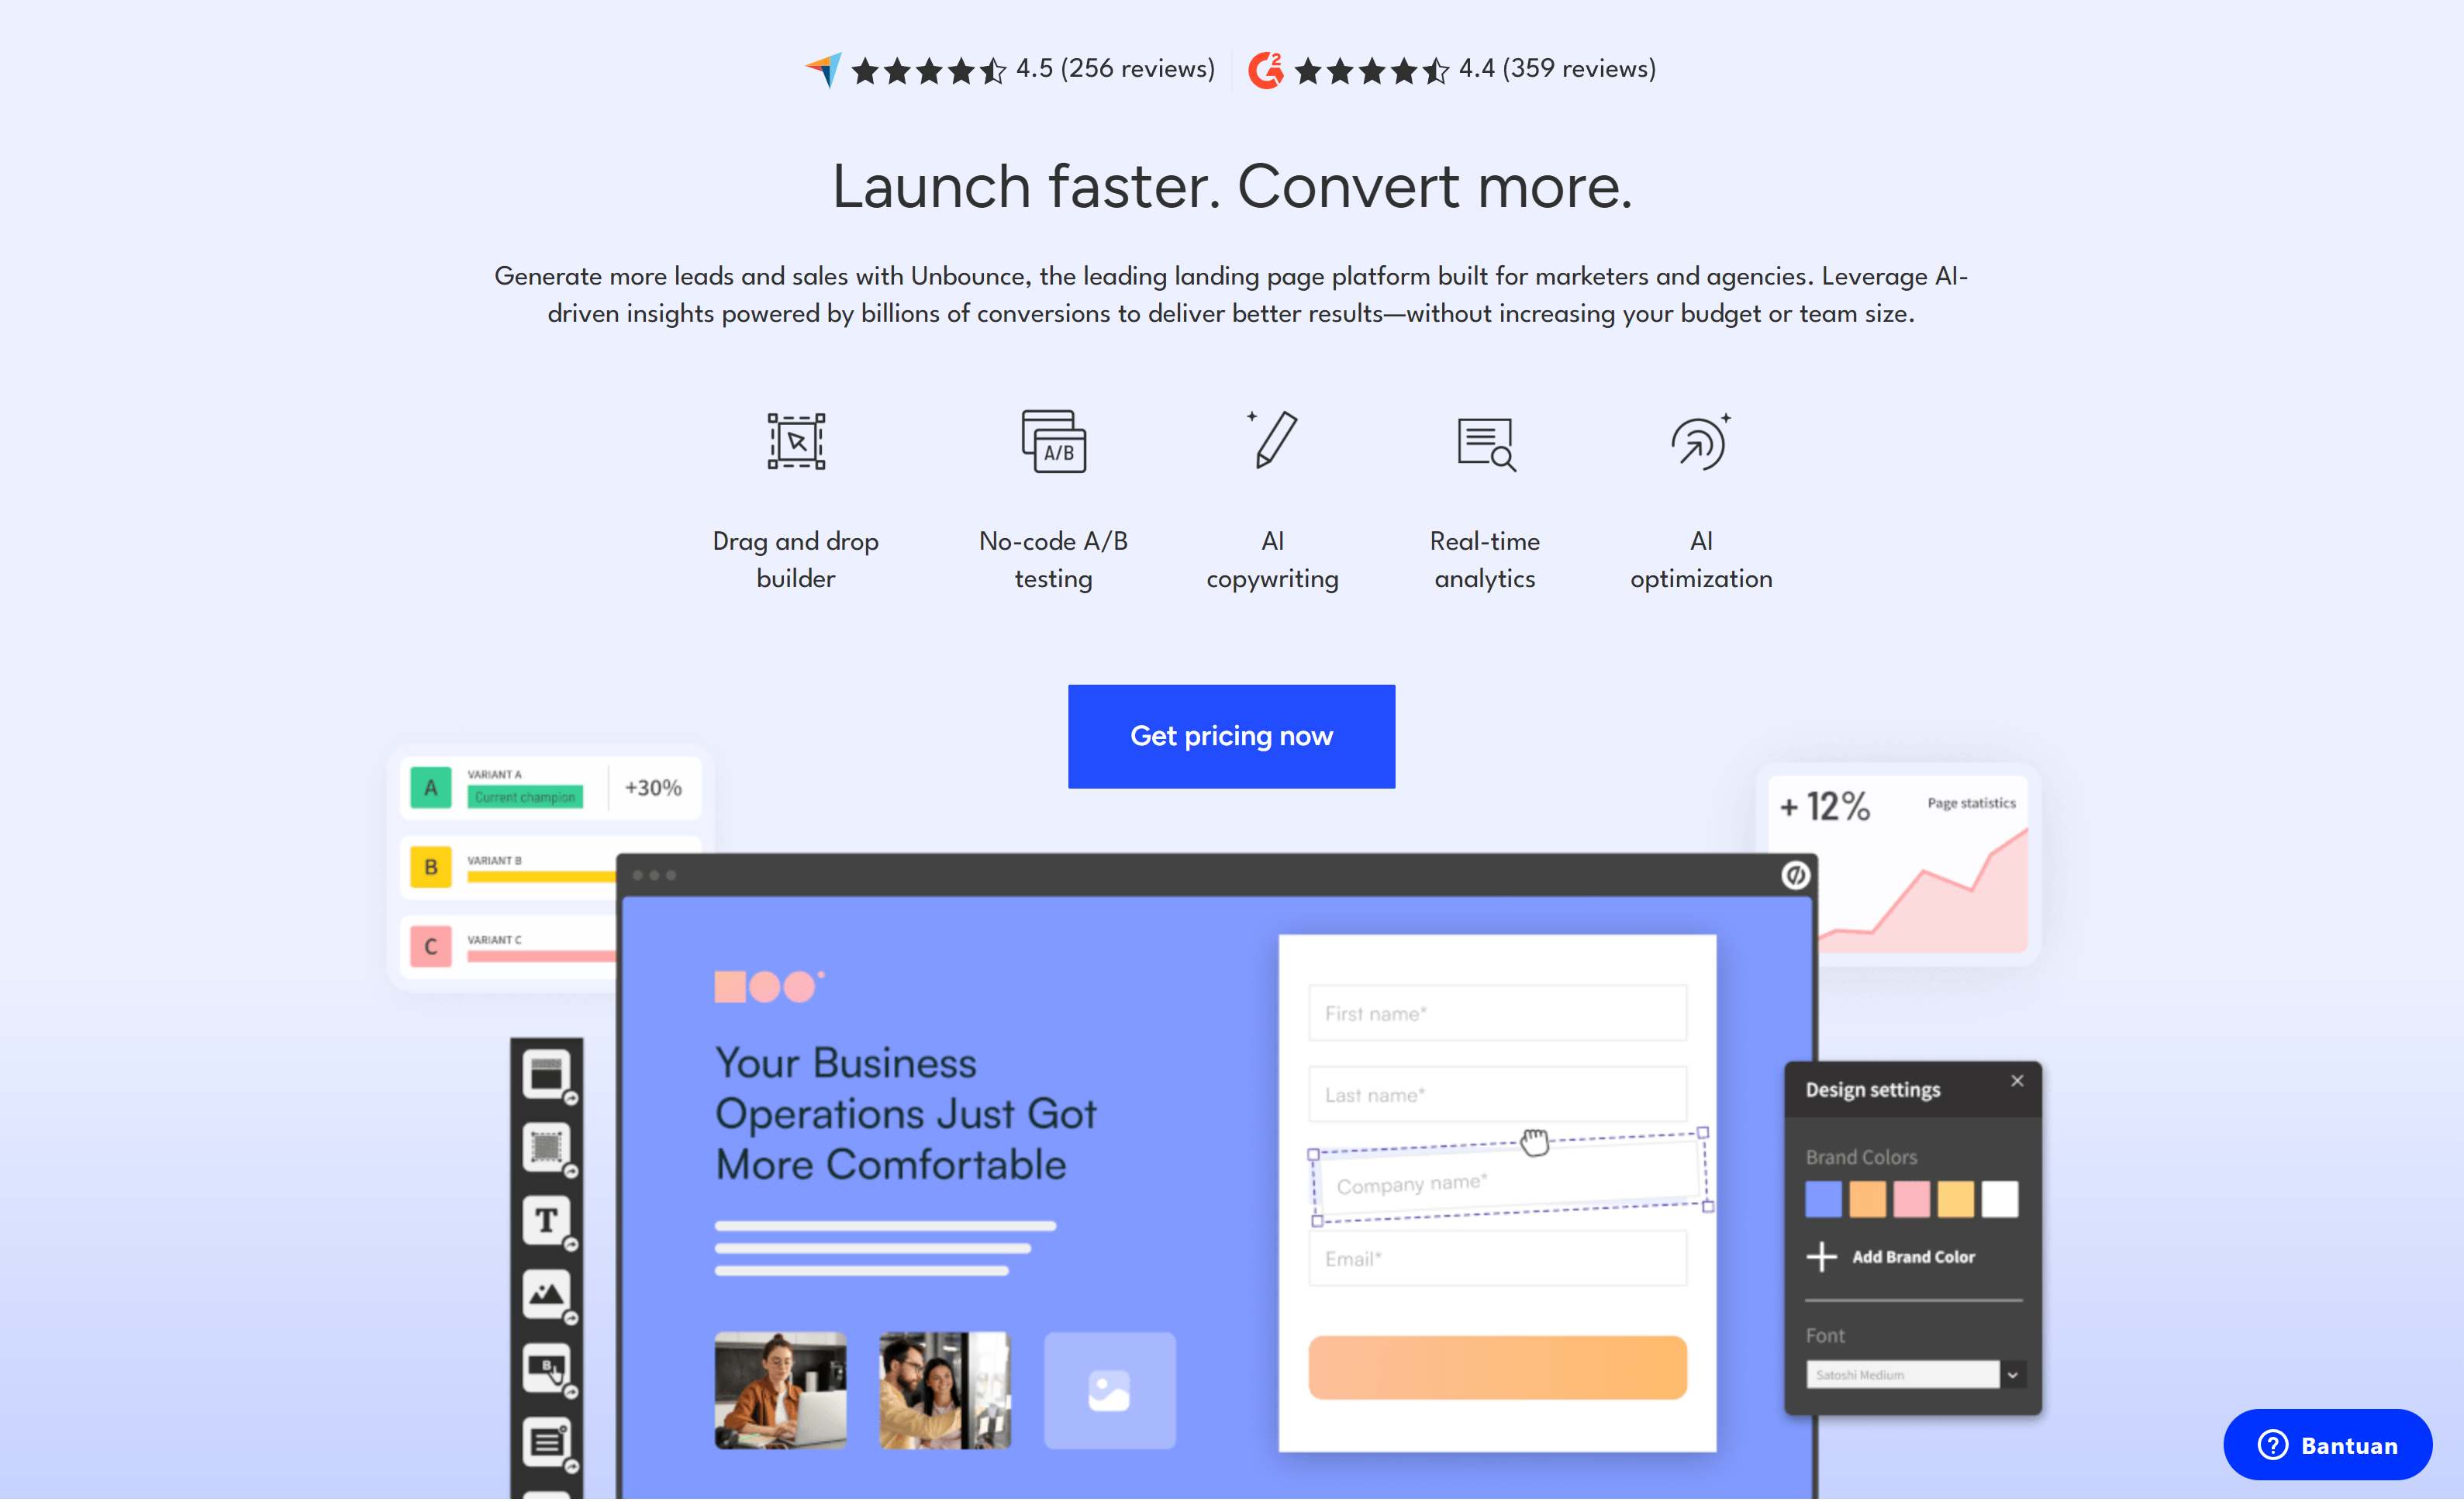 4.5 (256 reviews)
G2
4.4 (359 reviews)
Launch faster. Convert more.
Generate more leads and sales with Unbounce, the leading landing page platform built for marketers and agencies. Leverage AI-
driven insights powered by billions of conversions to deliver better results—without increasing your budget or team size.
A/B
Drag and drop
builder
No-code A/B
testing
AI
copywriting
Real-time
analytics
AI
optimization
Get pricing now
A
VARIANT A
Current champion
+30%
B
VARIANT B
C
VARIANT C
+ 12%
Page statistics
Your Business
Operations Just Got
More Comfortable
First name*
Last name*
Company name*
Email*
T
B
Design settings
Brand Colors
Add Brand Color
Font
Satoshi Medium
Bantuan